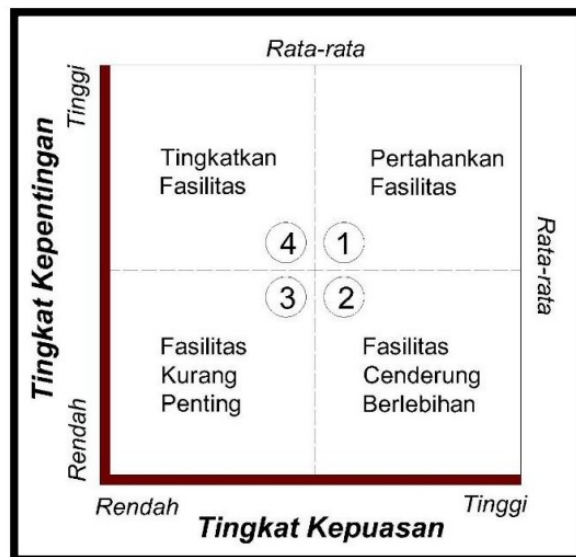 Rata-rata
Tinggi
Tingkat Kepentingan
Rendah
Tingkatkan
Fasilitas
Pertahankan
Fasilitas
4
1
3
2
Fasilitas
Kurang
Penting
Fasilitas
Cenderung
Berlebihan
Rata-rata
Rendah
Tinggi
Tingkat Kepuasan